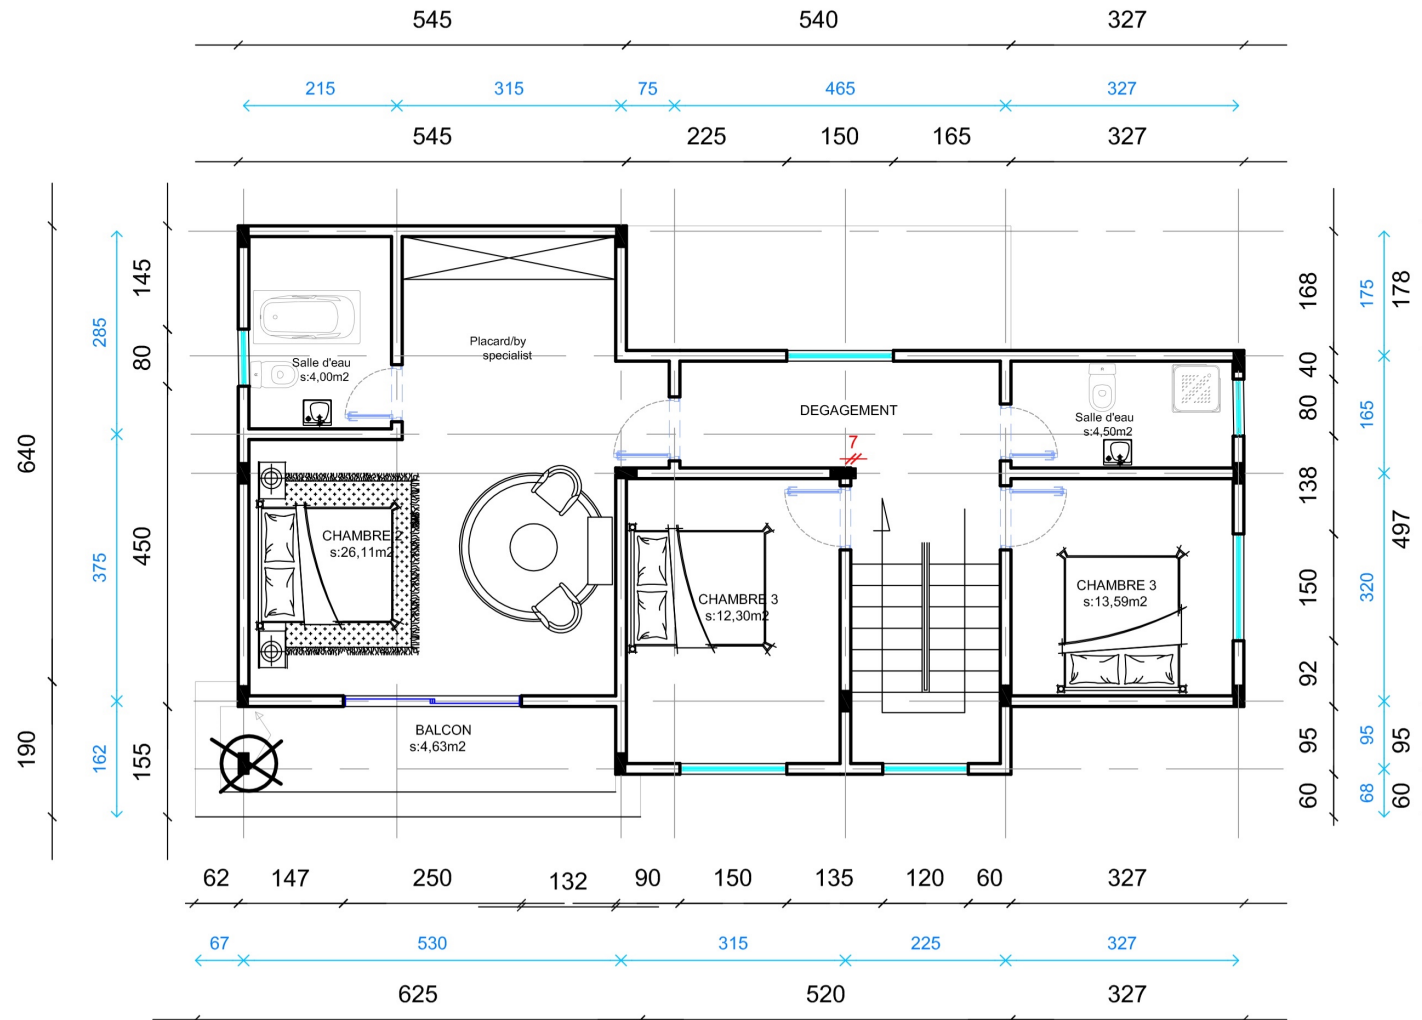 545 540 327
215 315 75 465 327
545 225 150 165 327
640
190
285
375
162
145
80
450
155
168
40
80
138
150
92
95
60
175
165
320
95
68
178
497
95
60
Placard/by
specialist
Salle d'eau
s:4,00m2
DEGAGEMENT
7
Salle d'eau
s:4,50m2
CHAMBRE 2
s:26,11m2
CHAMBRE 3
s:12,30m2
CHAMBRE 3
s:13,59m2
BALCON
s:4,63m2
62 147 250 132 90 150 135 120 60 327
67 530 315 225 327
625 520 327